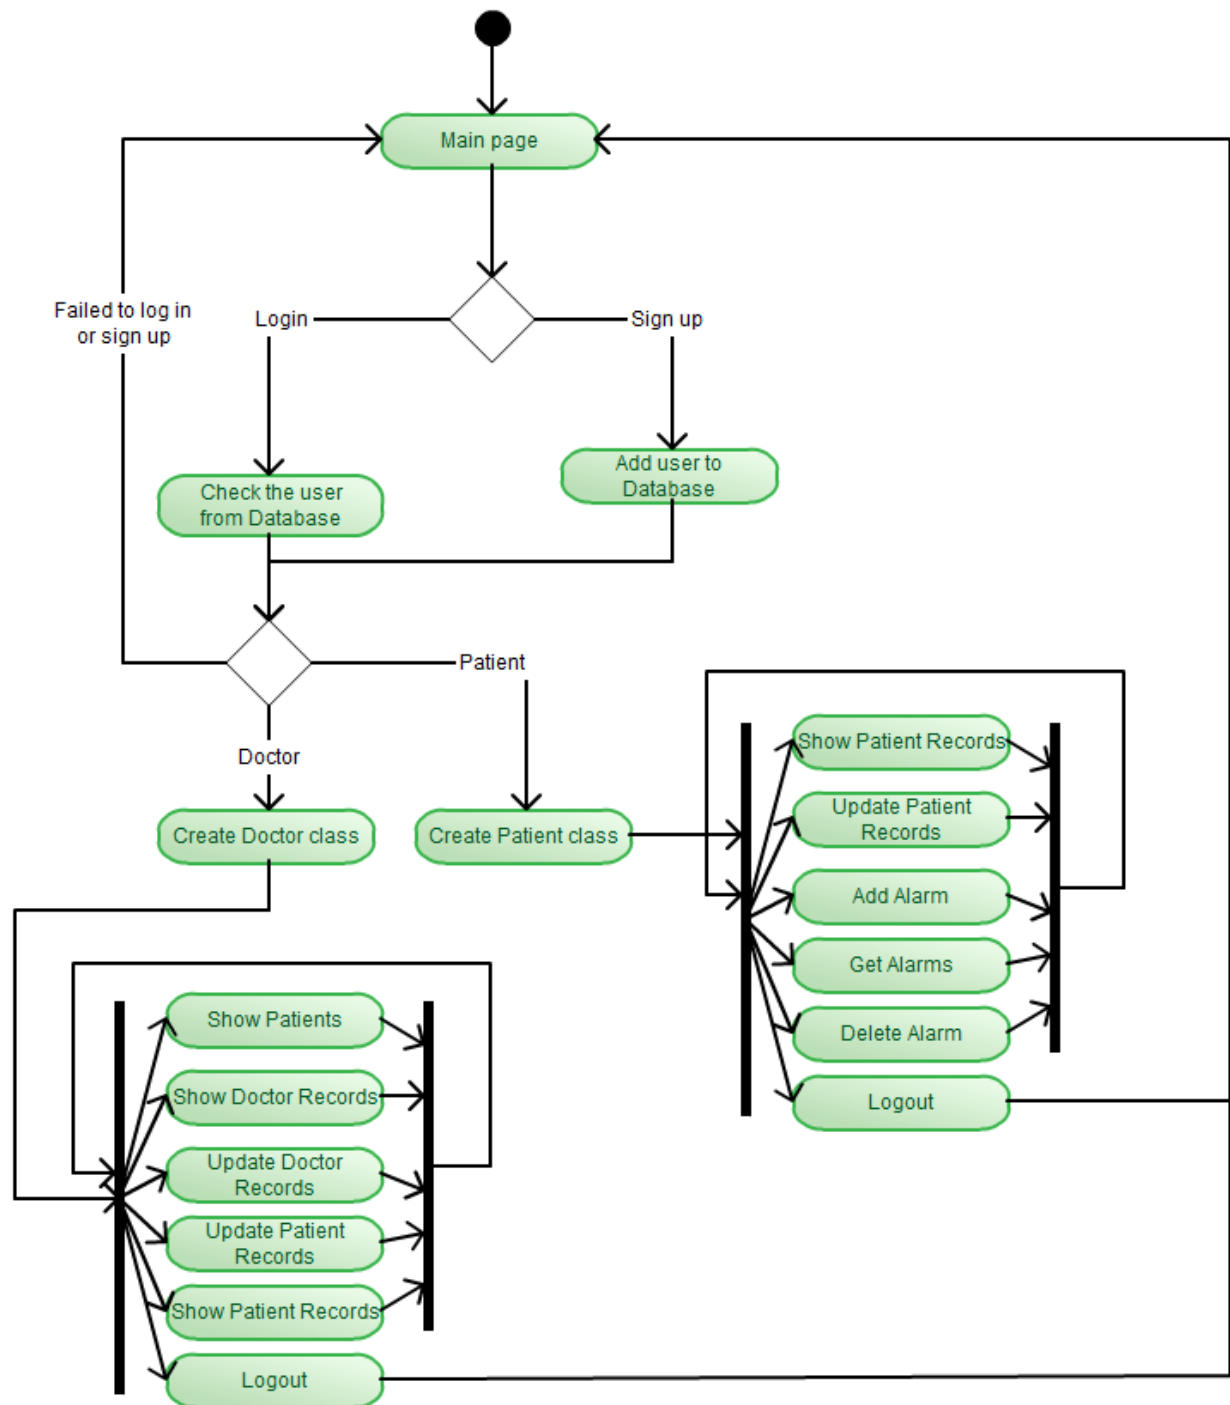 Main page
Failed to log in
or sign up
Login
Sign up
Check the user
from Database
Add user to
Database
Patient
Doctor
Create Doctor class
Create Patient class
Show Patient Records
Update Patient
Records
Add Alarm
Get Alarms
Delete Alarm
Logout
Show Patients
Show Doctor Records
Update Doctor
Records
Update Patient
Records
Show Patient Records
Logout